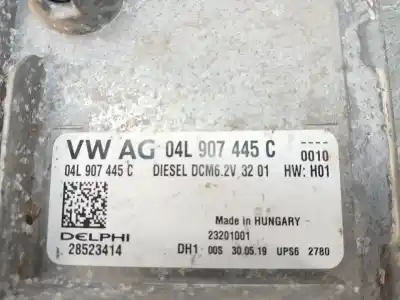 VW AG 04L 907 445 C ----
0010
04L 907 445 C DIESEL DCM6.2V 32 01 HW: H01
Made in HUNGARY
23201001
DELPHI
28523414 DH1 00S 30.05.19 UPS6 2780